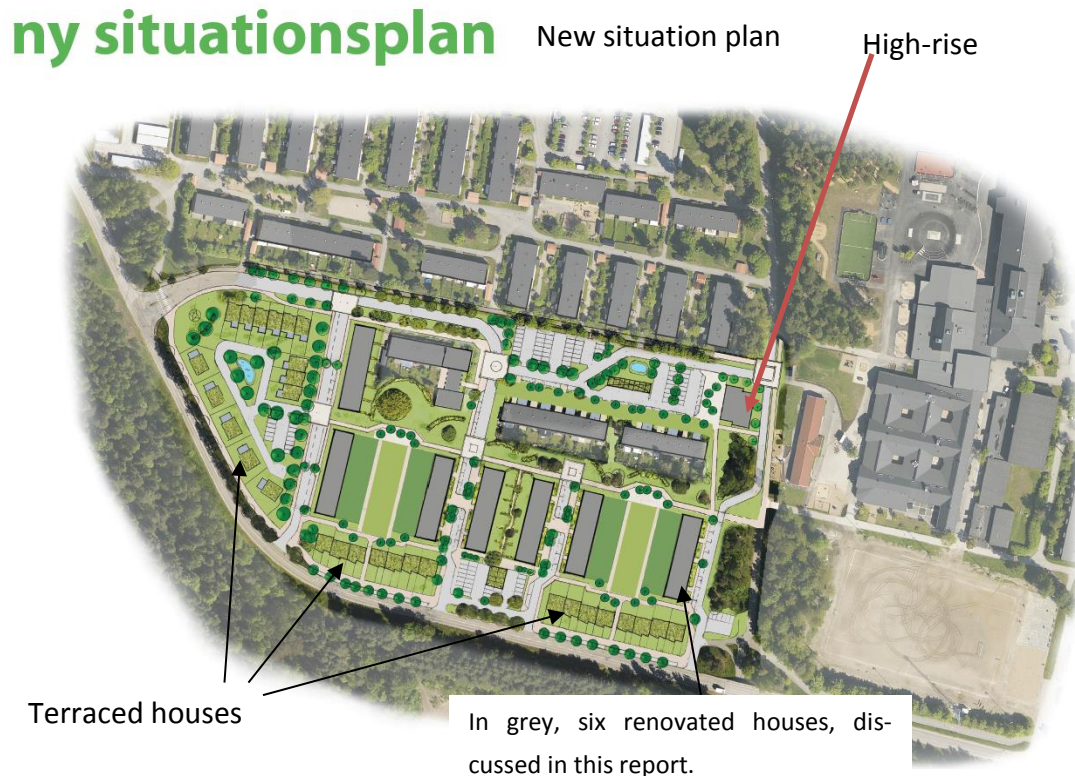 ny situationsplan
New situation plan
High-rise
Terraced houses
In grey, six renovated houses, dis-
cussed in this report.